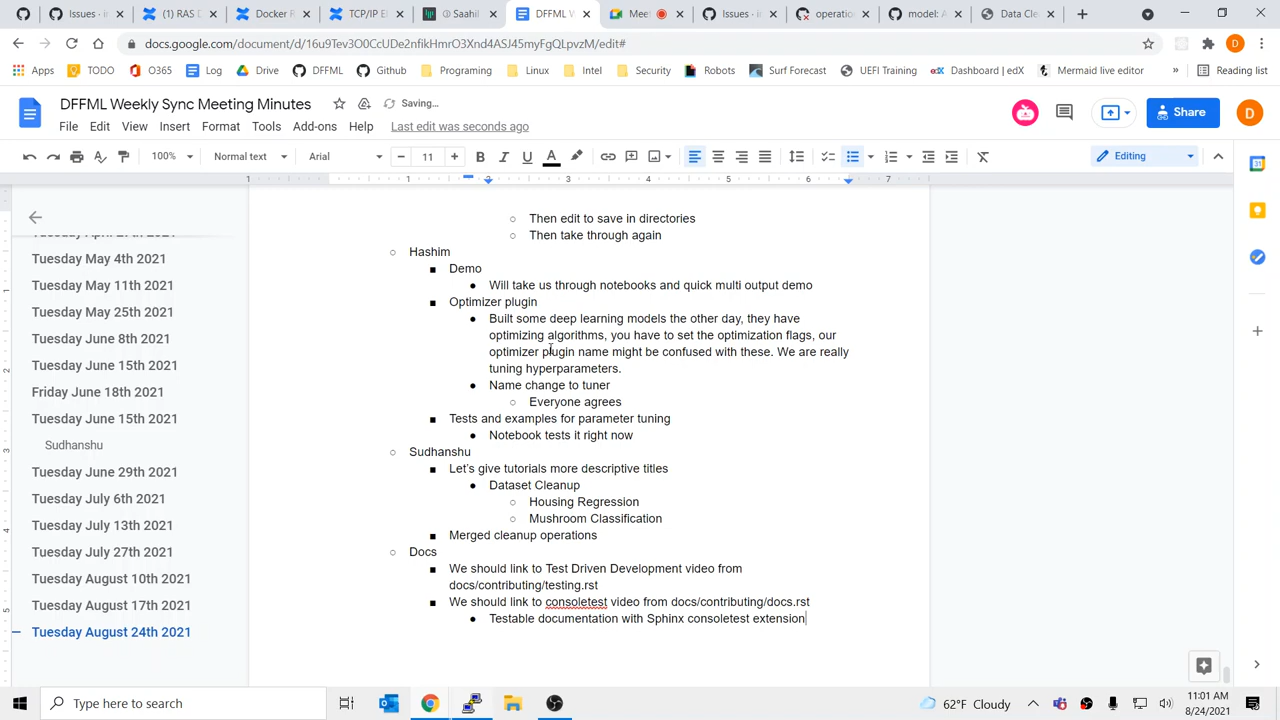 Issues - in
RAS D
Docker R
TCP/IP E
Saahil
DFFML W
Meet
Issues - in
operation
model: A
Data Cle
docs.google.com/document/d/16u9Tev3O0CcUDe2nfikHmrO3Xnd4ASJ45myFgQLpvzM/edit#
D
Apps TODO O365 Log Drive DFFML Github Programing Linux Intel Security Robots Surf Forecast UEFI Training Dashboard | edX Mermaid live editor » Reading list
DFFML Weekly Sync Meeting Minutes Saving… Share D
File Edit View Insert Format Tools Add-ons Help Last edit was seconds ago
100% Normal text Arial 11 B I U A Editing
1 1 2 3 4 5 6 7
Tuesday April 27th 2021
Tuesday May 4th 2021
Tuesday May 11th 2021
Tuesday May 25th 2021
Tuesday June 8th 2021
Tuesday June 15th 2021
Friday June 18th 2021
Tuesday June 15th 2021
Sudhanshu
Tuesday June 29th 2021
Tuesday July 6th 2021
Tuesday July 13th 2021
Tuesday July 27th 2021
Tuesday August 10th 2021
Tuesday August 17th 2021
Tuesday August 24th 2021
Then edit to save in directories
Then take through again
Hashim
Demo
Will take us through notebooks and quick multi output demo
Optimizer plugin
Built some deep learning models the other day, they have
optimizing algorithms, you have to set the optimization flags, our
optimizer plugin name might be confused with these. We are really
tuning hyperparameters.
Name change to tuner
Everyone agrees
Tests and examples for parameter tuning
Notebook tests it right now
Sudhanshu
Let's give tutorials more descriptive titles
Dataset Cleanup
Housing Regression
Mushroom Classification
Merged cleanup operations
Docs
We should link to Test Driven Development video from
docs/contributing/testing.rst
We should link to consoletest video from docs/contributing/docs.rst
Testable documentation with Sphinx consoletest extension
Type here to search
62°F Cloudy
11:01 AM
8/24/2021